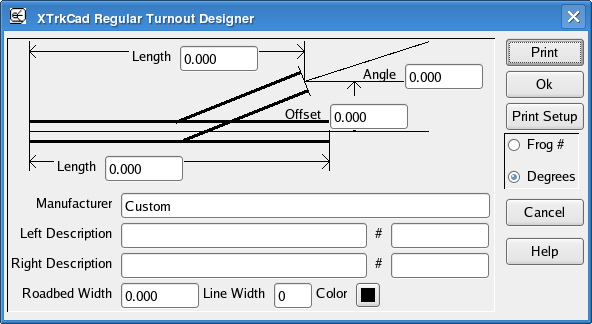 XTrkCad Regular Turnout Designer
Length 0.000
Print
Angle 0.000
Ok
Offset 0.000
Print Setup
Frog #
Length 0.000
Degrees
Manufacturer Custom
Cancel
Left Description #
Right Description #
Help
Roadbed Width 0.000 Line Width 0 Color